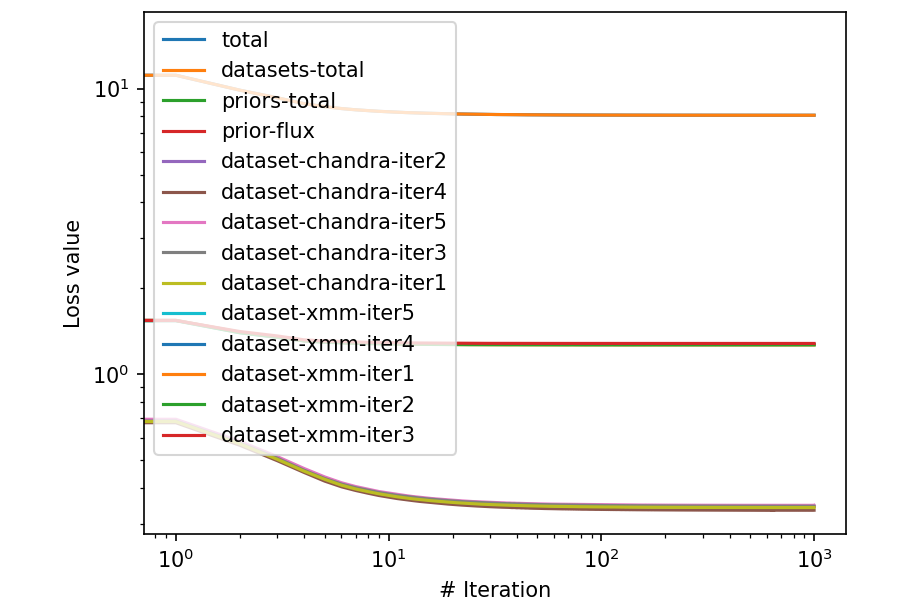 total
datasets-total
priors-total
prior-flux
dataset-chandra-iter2
dataset-chandra-iter4
dataset-chandra-iter5
dataset-chandra-iter3
dataset-chandra-iter1
dataset-xmm-iter5
dataset-xmm-iter4
dataset-xmm-iter1
dataset-xmm-iter2
dataset-xmm-iter3
10¹
10⁰
Loss value
10⁰ 10¹ 10² 10³
# Iteration